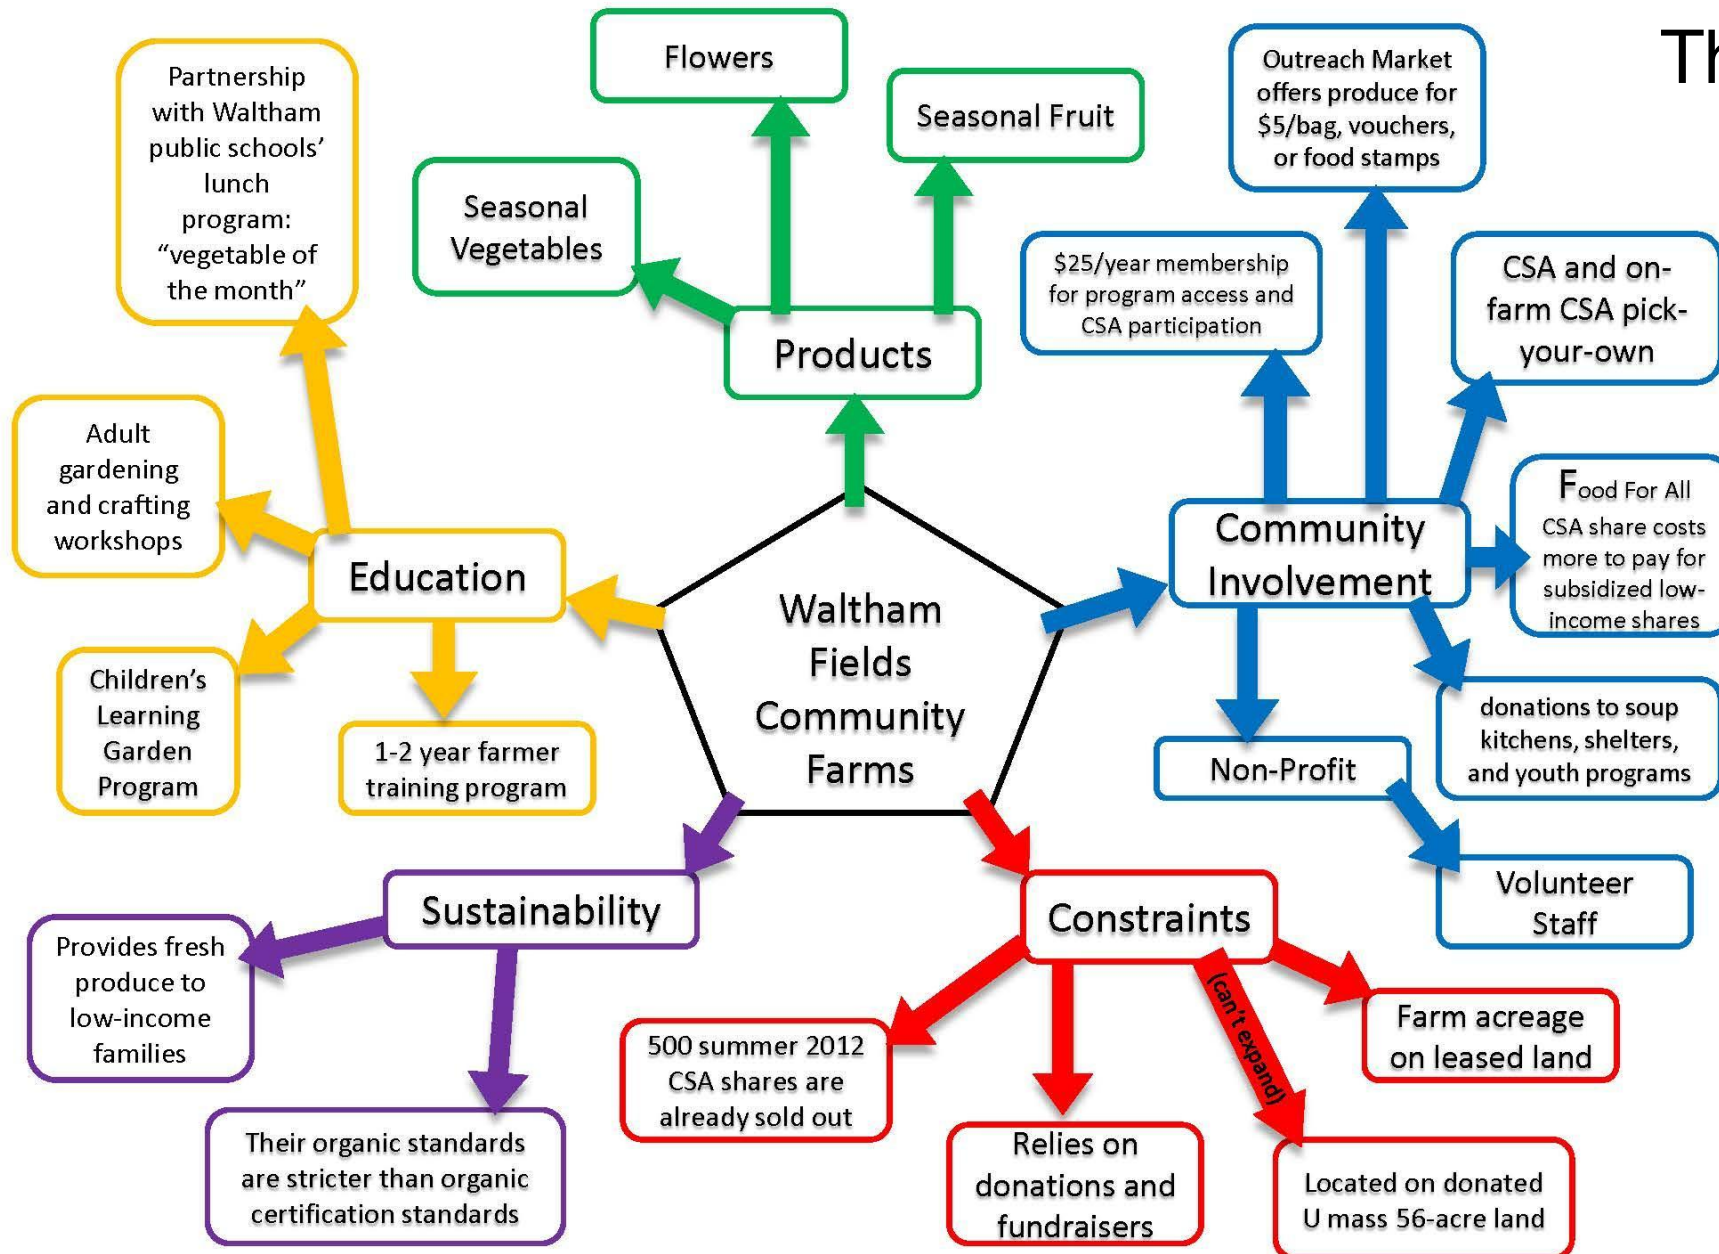 Th
Partnership
with Waltham
public schools’
lunch
program:
“vegetable of
the month”
Flowers
Seasonal Fruit
Seasonal
Vegetables
Products
Outreach Market
offers produce for
$5/bag, vouchers,
or food stamps
$25/year membership
for program access and
CSA participation
CSA and on-
farm CSA pick-
your-own
Adult
gardening
and crafting
workshops
Education
Children’s
Learning
Garden
Program
1-2 year farmer
training program
Waltham
Fields
Community
Farms
Community
Involvement
Food For All
CSA share costs
more to pay for
subsidized low-
income shares
donations to soup
kitchens, shelters,
and youth programs
Non-Profit
Volunteer
Staff
Sustainability
Provides fresh
produce to
low-income
families
Their organic standards
are stricter than organic
certification standards
Constraints
500 summer 2012
CSA shares are
already sold out
Relies on
donations and
fundraisers
(can’t expand)
Located on donated
U mass 56-acre land
Farm acreage
on leased land